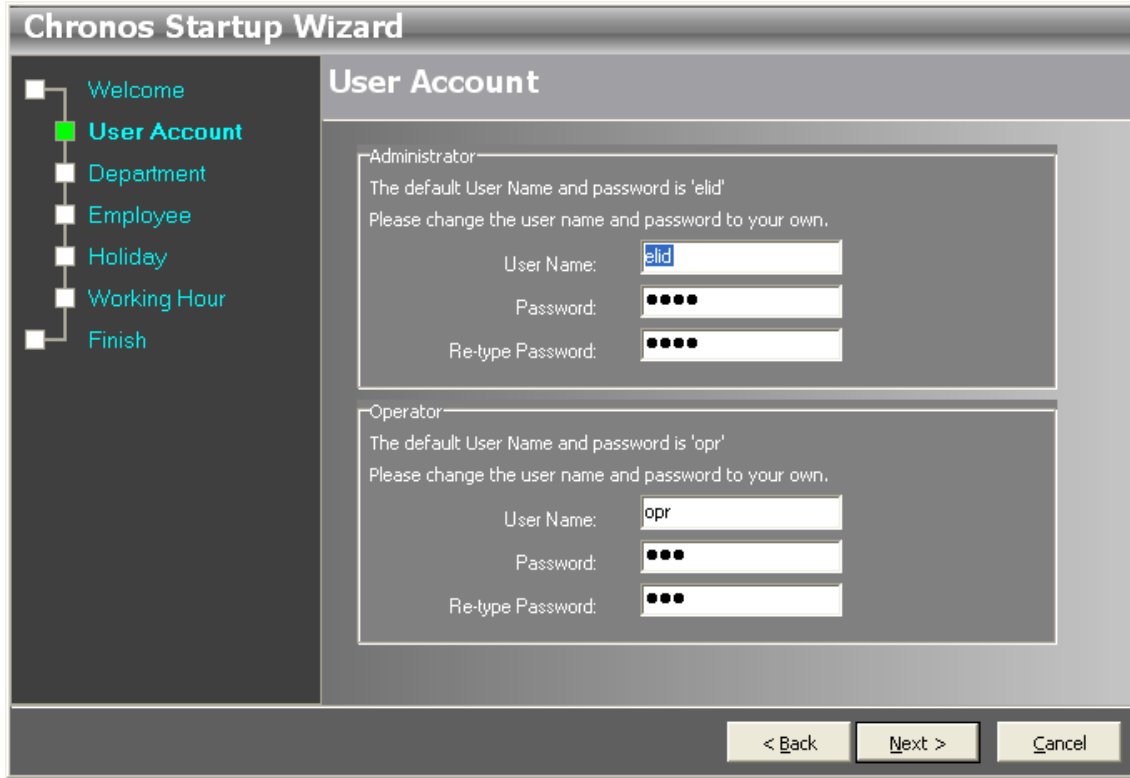 Chronos Startup Wizard
Welcome
User Account
Department
Employee
Holiday
Working Hour
Finish
User Account
Administrator
The default User Name and password is 'elid'
Please change the user name and password to your own.
User Name: elid
Password: ●●●●
Re-type Password: ●●●●
Operator
The default User Name and password is 'opr'
Please change the user name and password to your own.
User Name: opr
Password: ●●●
Re-type Password: ●●●
< Back Next > Cancel